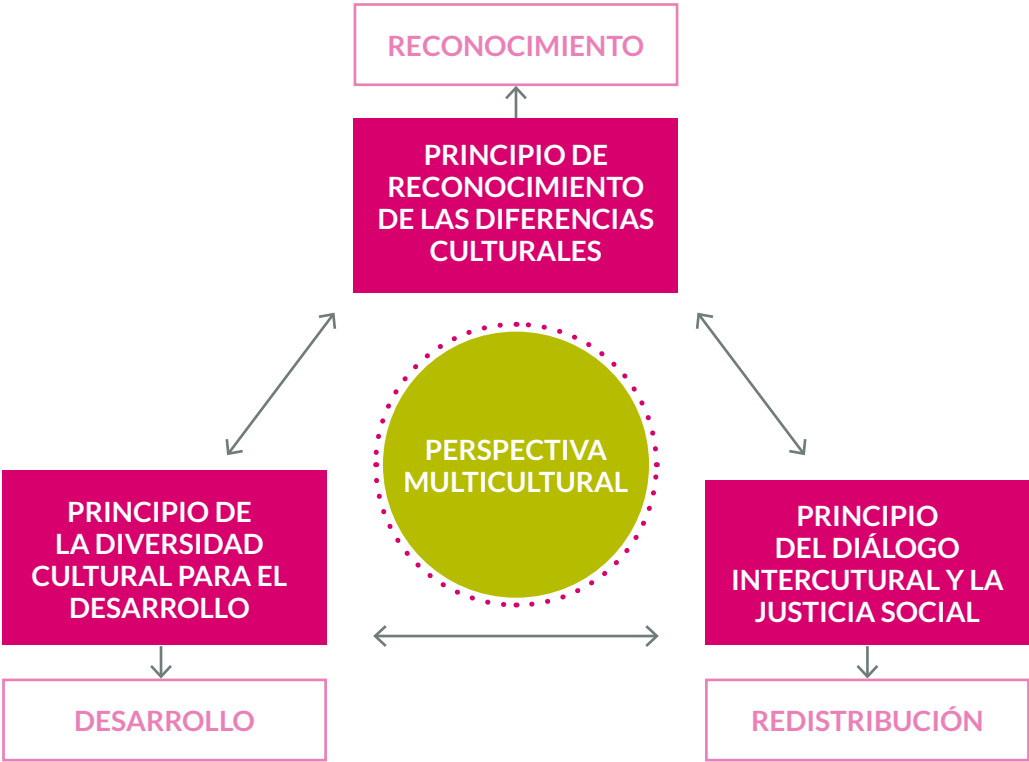 RECONOCIMIENTO
PRINCIPIO DE
RECONOCIMIENTO
DE LAS DIFERENCIAS
CULTURALES
PERSPECTIVA
MULTICULTURAL
PRINCIPIO DE
LA DIVERSIDAD
CULTURAL PARA EL
DESARROLLO
PRINCIPIO
DEL DIÁLOGO
INTERCUTURAL Y LA
JUSTICIA SOCIAL
DESARROLLO
REDISTRIBUCIÓN